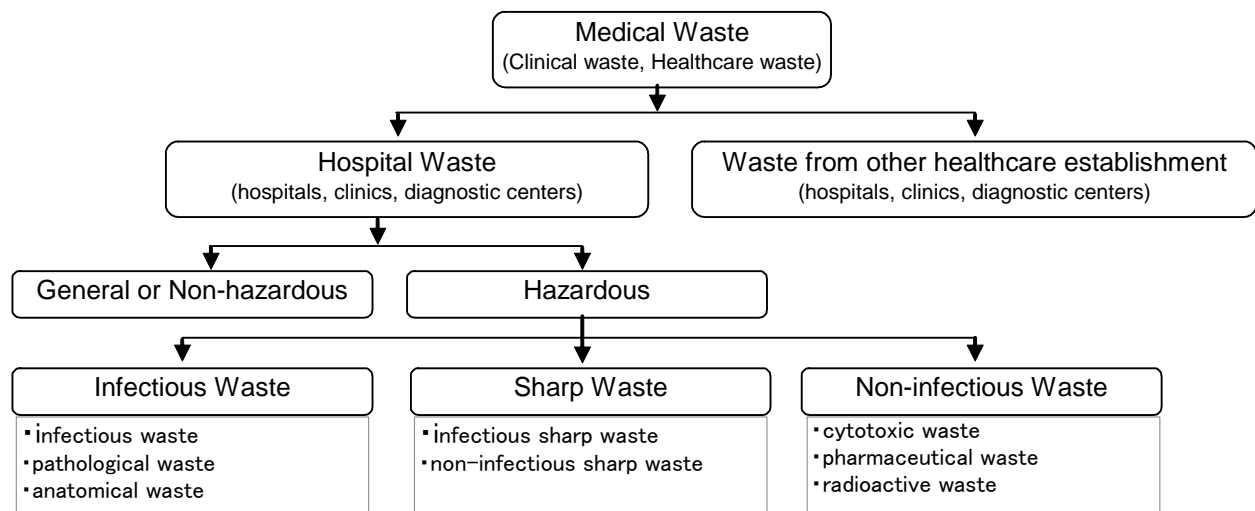 Medical Waste
(Clinical waste, Healthcare waste)
Hospital Waste
(hospitals, clinics, diagnostic centers)
Waste from other healthcare establishment
(hospitals, clinics, diagnostic centers)
General or Non-hazardous
Hazardous
Infectious Waste
・infectious waste
・pathological waste
・anatomical waste
Sharp Waste
・infectious sharp waste
・non-infectious sharp waste
Non-infectious Waste
・cytotoxic waste
・pharmaceutical waste
・radioactive waste